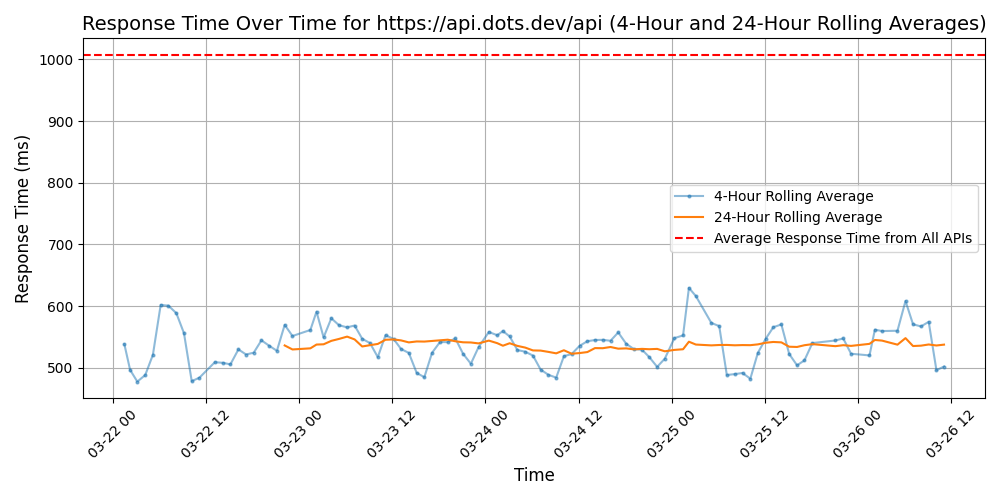 Response Time Over Time for https://api.dots.dev/api (4-Hour and 24-Hour Rolling Averages)
Response Time (ms)
1000
900
800
700
600
500
4-Hour Rolling Average
24-Hour Rolling Average
Average Response Time from All APIs
03-22 00
03-22 12
03-23 00
03-23 12
03-24 00
03-24 12
03-25 00
03-25 12
03-26 00
03-26 12
Time